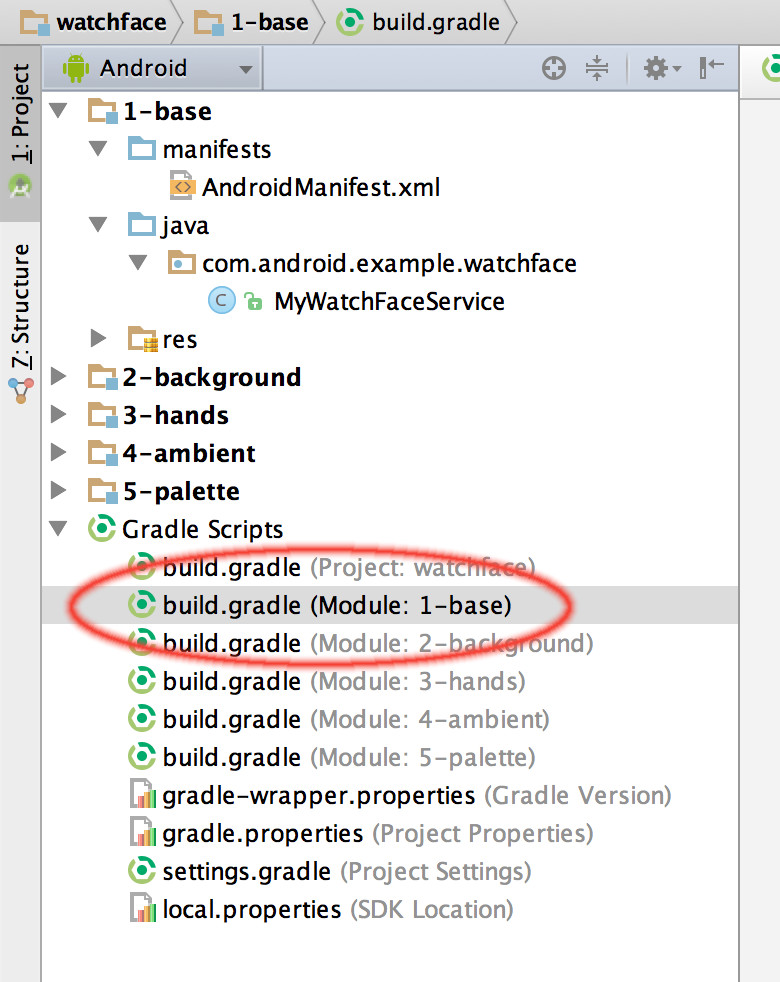 watchface 1-base build.gradle
Android
1: Project
Z: Structure
1-base
manifests
AndroidManifest.xml
java
com.android.example.watchface
C MyWatchFaceService
res
2-background
3-hands
4-ambient
5-palette
Gradle Scripts
build.gradle (Project: watchface)
build.gradle (Module: 1-base)
build.gradle (Module: 2-background)
build.gradle (Module: 3-hands)
build.gradle (Module: 4-ambient)
build.gradle (Module: 5-palette)
gradle-wrapper.properties (Gradle Version)
gradle.properties (Project Properties)
settings.gradle (Project Settings)
local.properties (SDK Location)